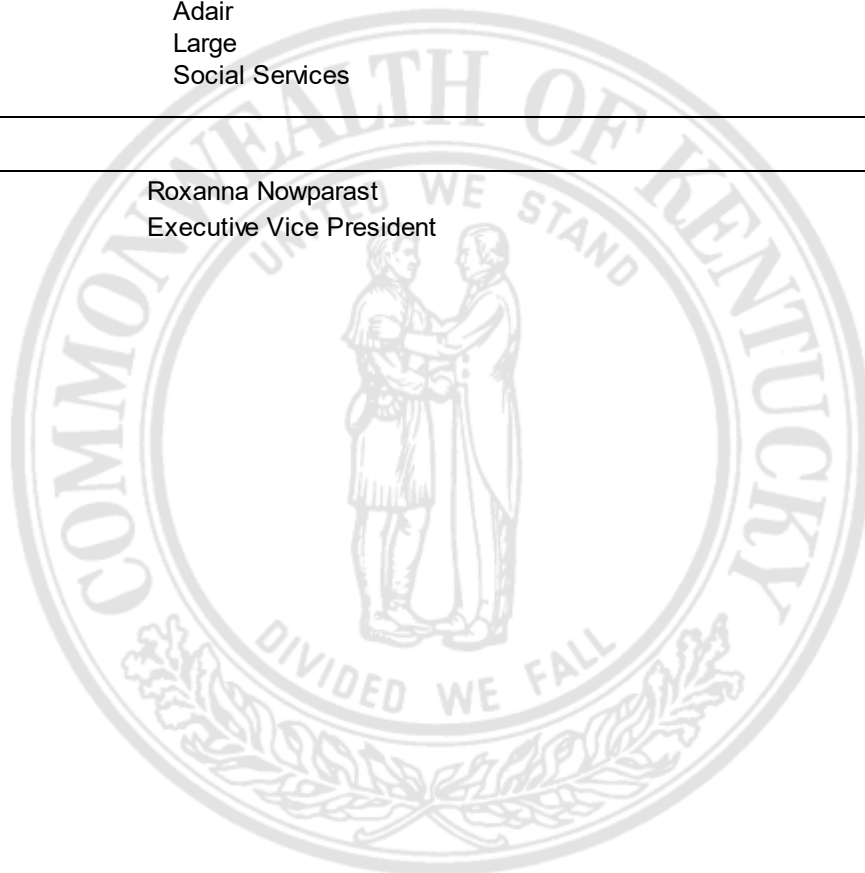 Adair
Large
Social Services
Roxanna Nowparast
Executive Vice President
COMMONWEALTH OF KENTUCKY
UNITED WE STAND
DIVIDED WE FALL